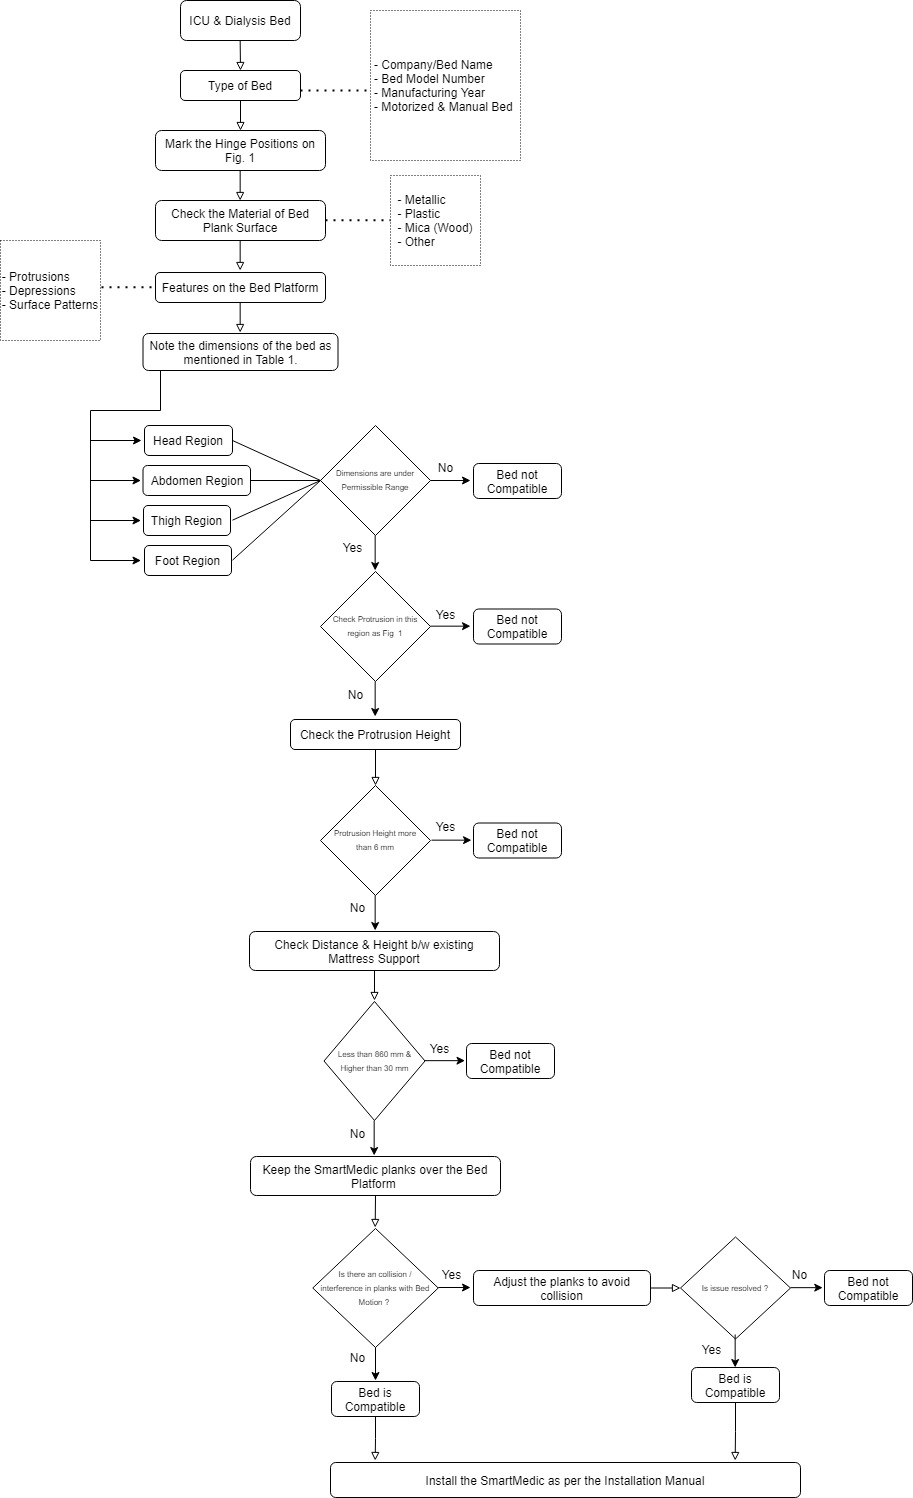 ICU & Dialysis Bed
Type of Bed
- Company/Bed Name
- Bed Model Number
- Manufacturing Year
- Motorized & Manual Bed
Mark the Hinge Positions on
Fig. 1
Check the Material of Bed
Plank Surface
- Metallic
- Plastic
- Mica (Wood)
- Other
Features on the Bed Platform
- Protrusions
- Depressions
- Surface Patterns
Note the dimensions of the bed as
mentioned in Table 1.
Head Region
Abdomen Region
Thigh Region
Foot Region
Dimensions are under
Permissible Range
No
Bed not
Compatible
Yes
Check Protrusion in this
region as Fig 1
Yes
Bed not
Compatible
No
Check the Protrusion Height
Protrusion Height more
than 6 mm
Yes
Bed not
Compatible
No
Check Distance & Height b/w existing
Mattress Support
Less than 860 mm &
Higher than 30 mm
Yes
Bed not
Compatible
No
Keep the SmartMedic planks over the Bed
Platform
Is there an collision /
interference in planks with Bed
Motion ?
Yes
Adjust the planks to avoid
collision
Is issue resolved ?
No
Bed not
Compatible
No
Bed is
Compatible
Yes
Bed is
Compatible
Install the SmartMedic as per the Installation Manual